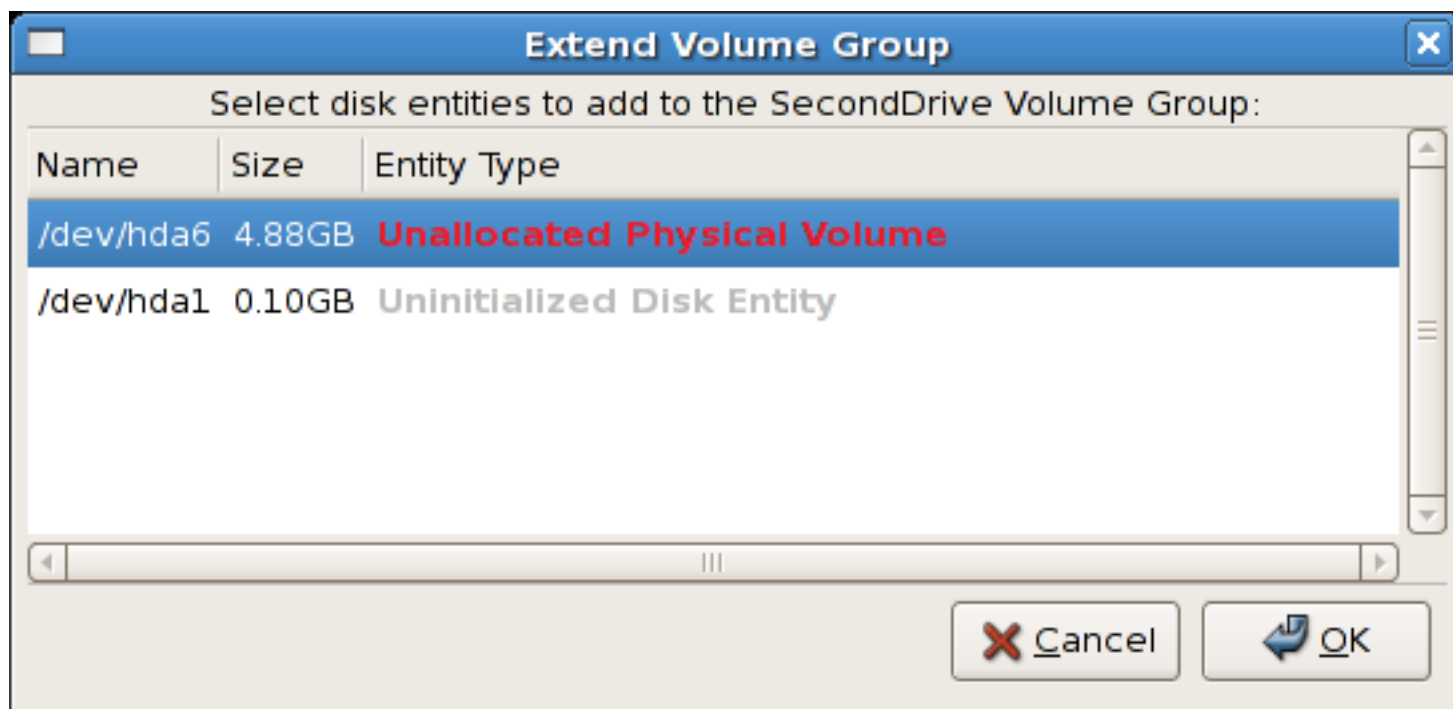 Extend Volume Group
Select disk entities to add to the SecondDrive Volume Group:
Name Size Entity Type
/dev/hda6 4.88GB Unallocated Physical Volume
/dev/hda1 0.10GB Uninitialized Disk Entity
Cancel OK